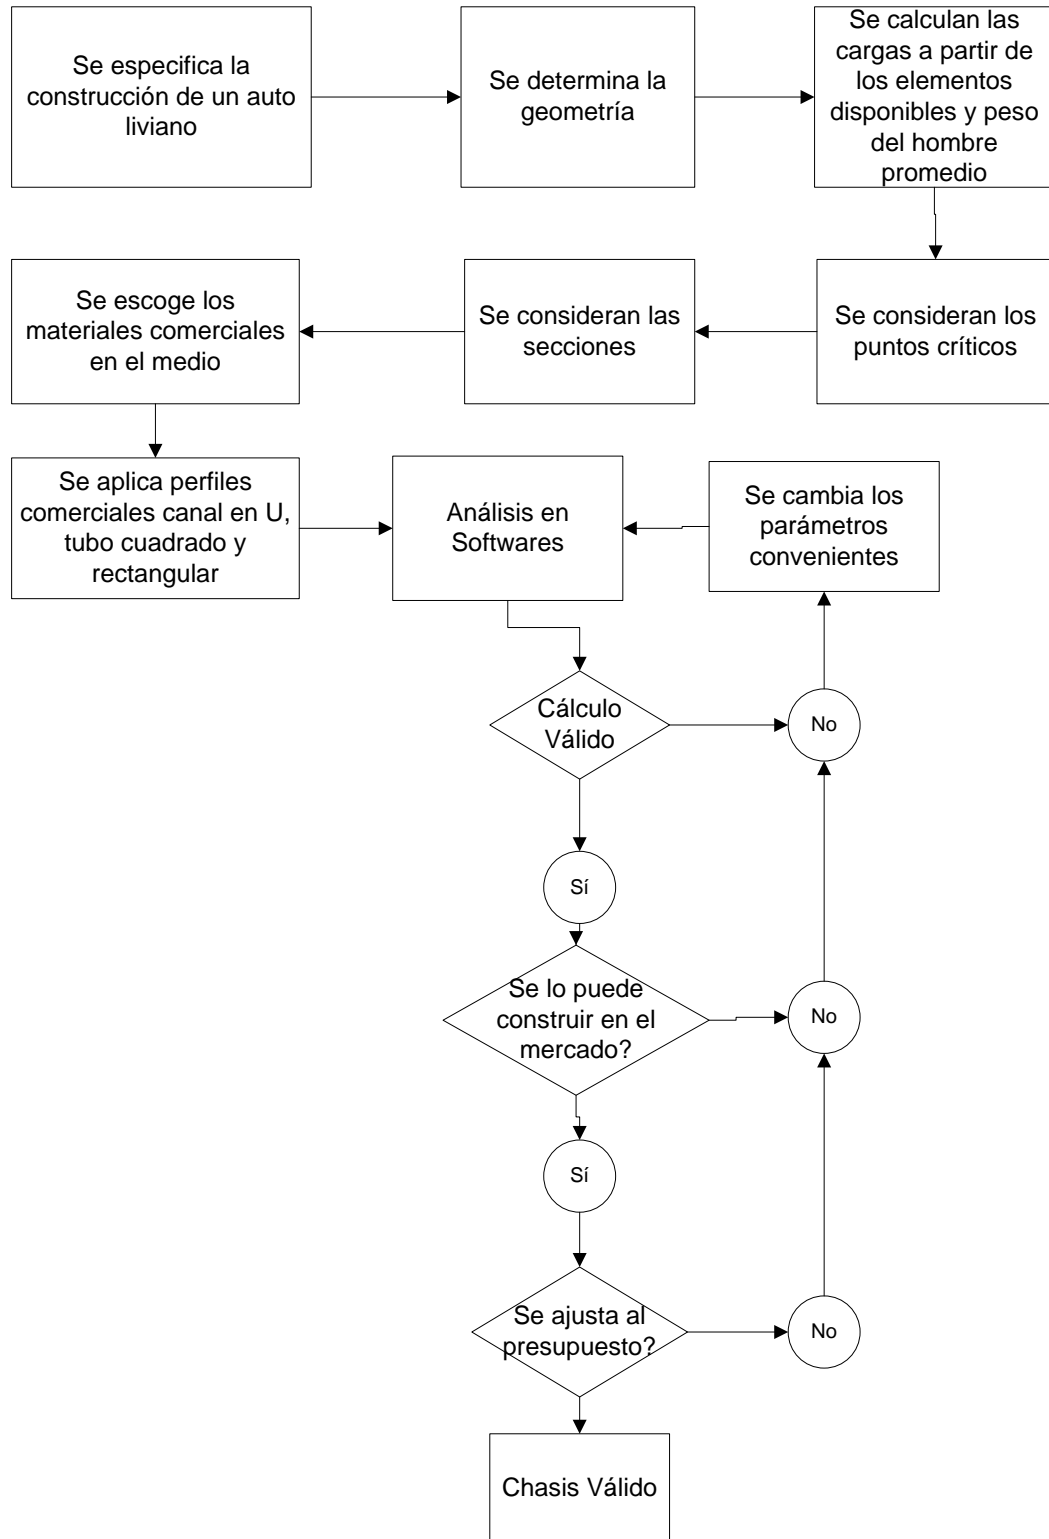 Se especifica la
construcción de un auto
liviano
Se determina la
geometría
Se calculan las
cargas a partir de
los elementos
disponibles y peso
del hombre
promedio
Se consideran los
puntos críticos
Se consideran las
secciones
Se escoge los
materiales comerciales
en el medio
Se aplica perfiles
comerciales canal en U,
tubo cuadrado y
rectangular
Análisis en
Softwares
Se cambia los
parámetros
convenientes
Cálculo
Válido
No
Sí
Se lo puede
construir en el
mercado?
No
Sí
Se ajusta al
presupuesto?
No
Chasis Válido